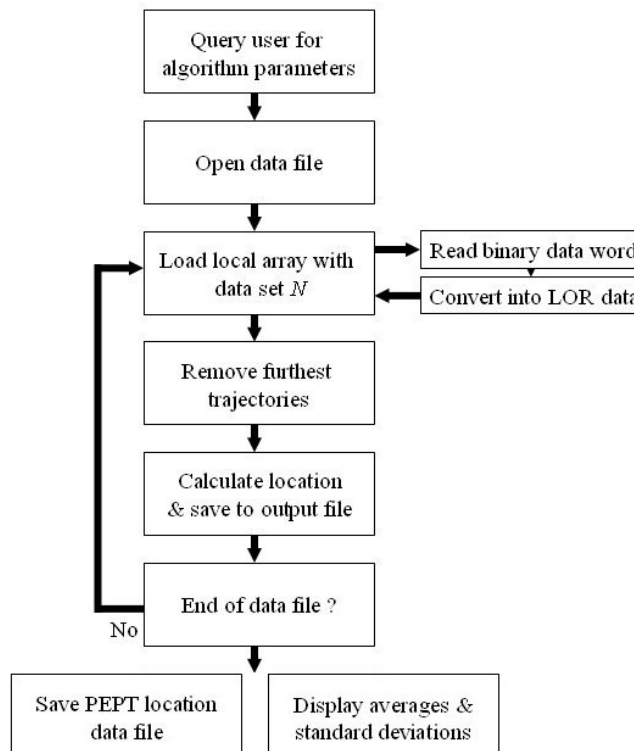 Query user for
algorithm parameters
Open data file
Load local array with
data set N
Read binary data word
Convert into LOR data
Remove furthest
trajectories
Calculate location
& save to output file
End of data file ?
No
Save PEPT location
data file
Display averages &
standard deviations